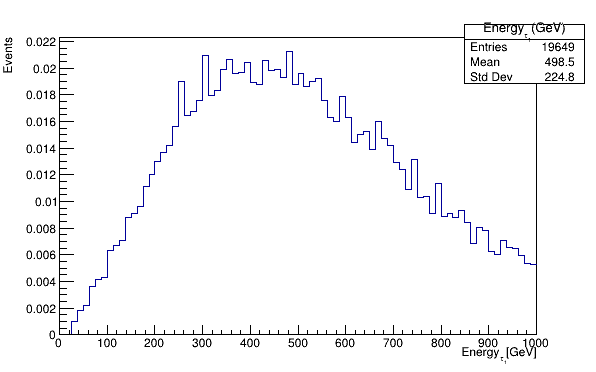 Energy_τ₁ (GeV)
Entries 19649
Mean 498.5
Std Dev 224.8
Events
0.022
0.02
0.018
0.016
0.014
0.012
0.01
0.008
0.006
0.004
0.002
0
0 100 200 300 400 500 600 700 800 900 1000
Energy_τ₁ [GeV]